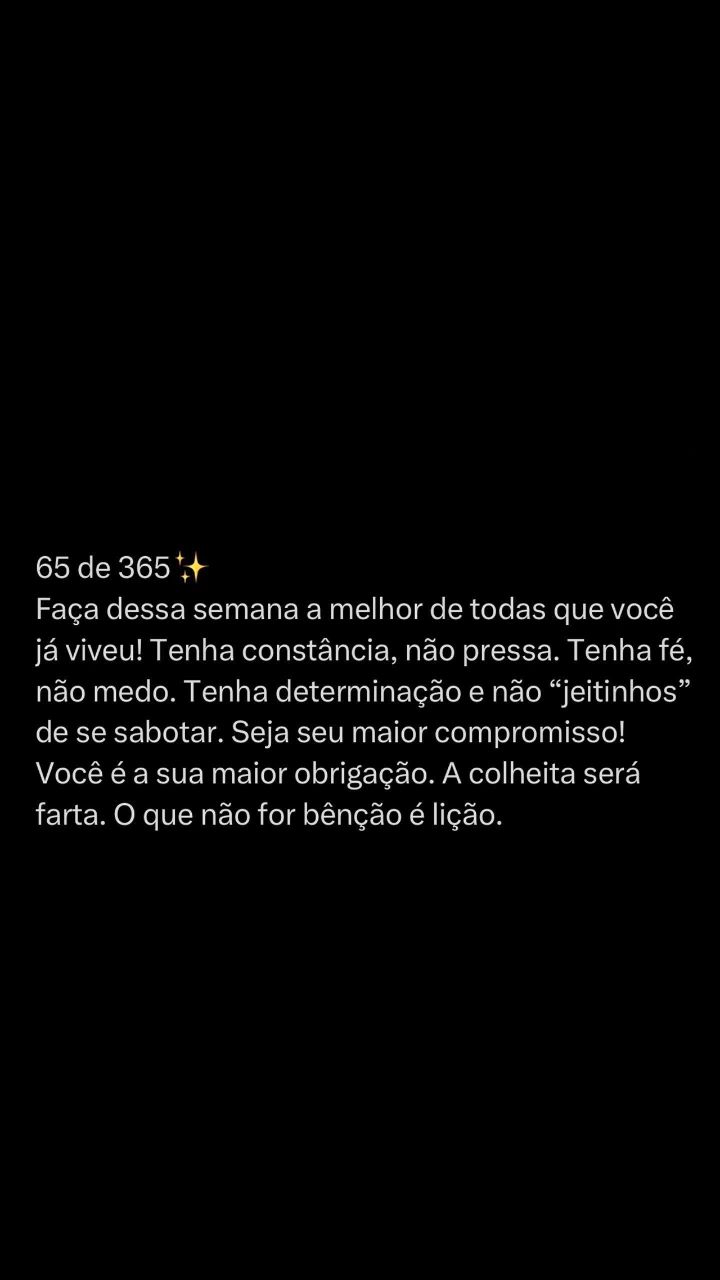 65 de 365✨
Faça dessa semana a melhor de todas que você
já viveu! Tenha constância, não pressa. Tenha fé,
não medo. Tenha determinação e não “jeitinhos”
de se sabotar. Seja seu maior compromisso!
Você é a sua maior obrigação. A colheita será
farta. O que não for bênção é lição.